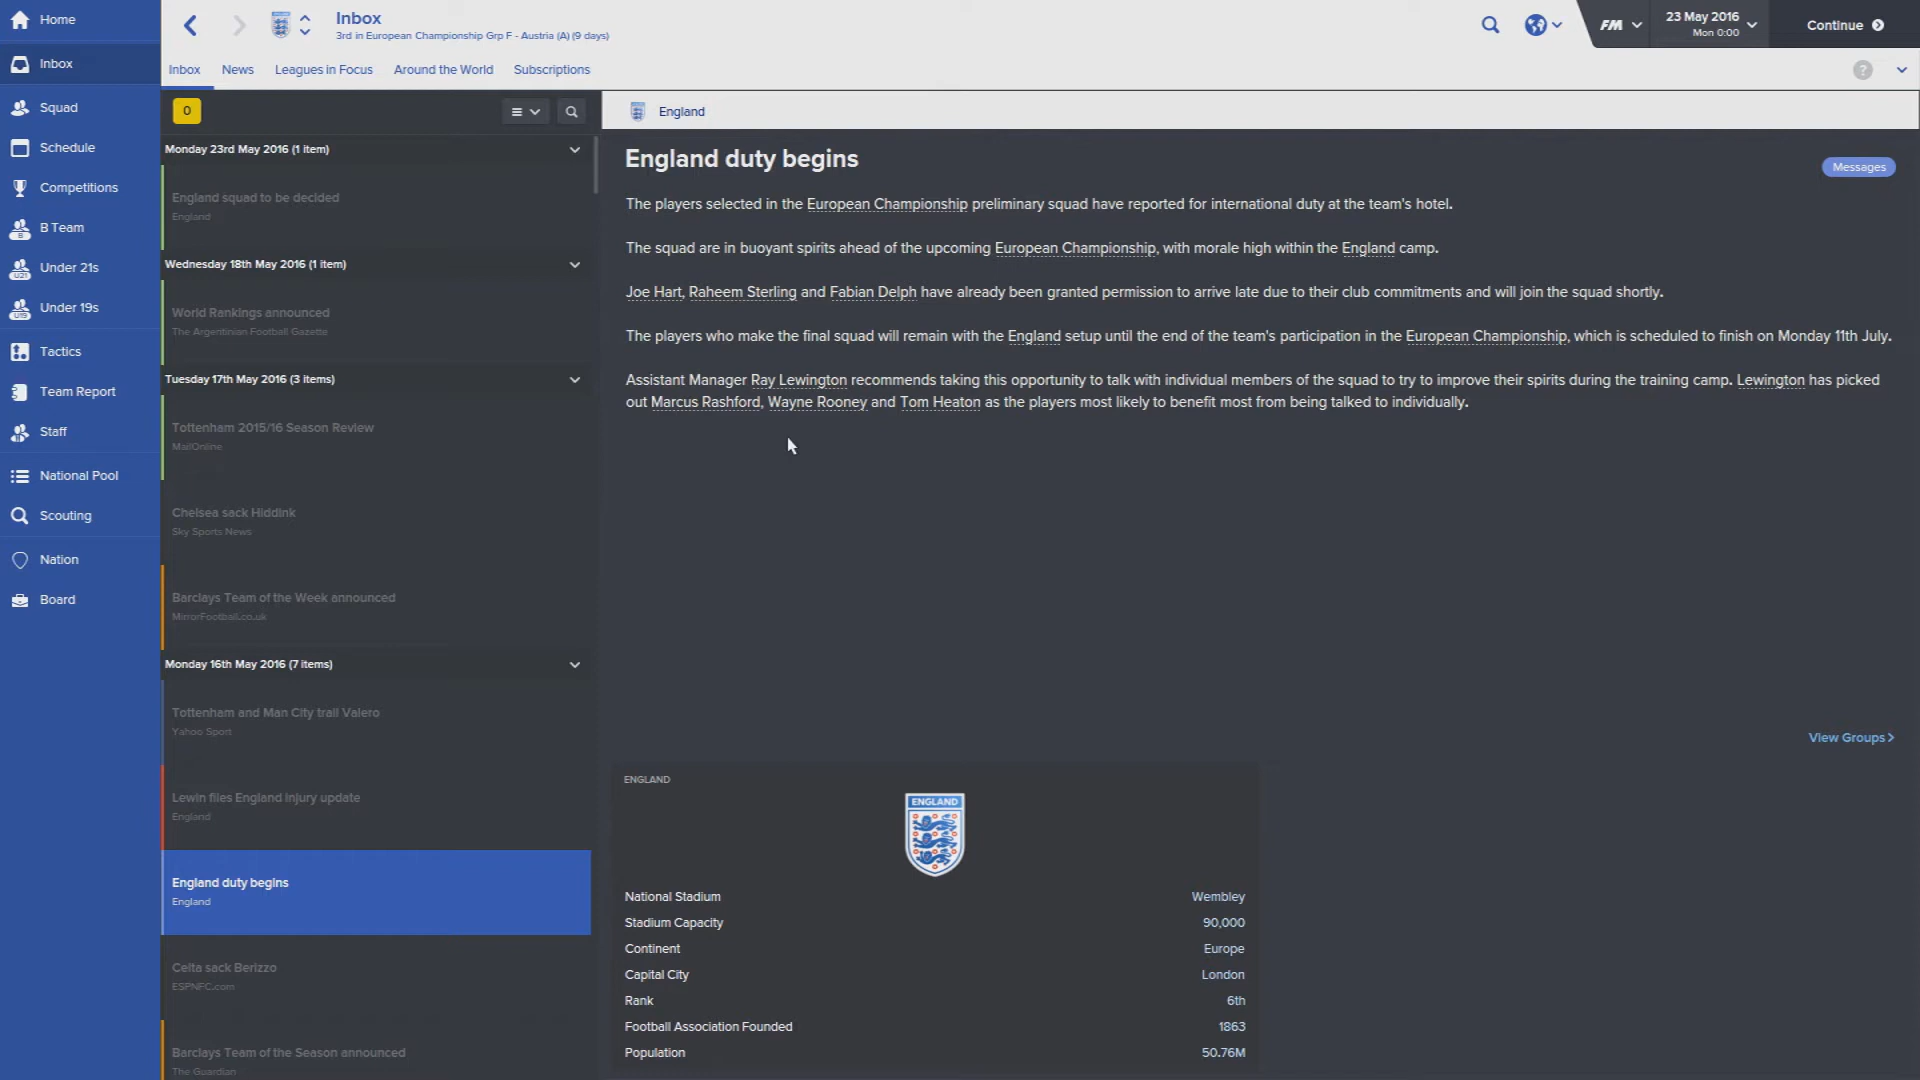 Home
Inbox
Squad
Schedule
Competitions
B Team
Under 21s
Under 19s
Tactics
Team Report
Staff
National Pool
Scouting
Nation
Board
Inbox
3rd in European Championship Grp F - Austria (A) (9 days)
FM
23 May 2016
Mon 0:00
Continue
Inbox
News
Leagues in Focus
Around the World
Subscriptions
?
0
Monday 23rd May 2016 (1 item)
England squad to be decided
England
Wednesday 18th May 2016 (1 item)
World Rankings announced
The Argentinian Football Gazette
Tuesday 17th May 2016 (3 items)
Tottenham 2015/16 Season Review
MailOnline
Chelsea sack Hiddink
Sky Sports News
Barclays Team of the Week announced
MirrorFootball.co.uk
Monday 16th May 2016 (7 items)
Tottenham and Man City trail Valero
Yahoo Sport
Lewin files England injury update
England
England duty begins
England
Celta sack Berizzo
ESPNFC.com
Barclays Team of the Season announced
The Guardian
England
England duty begins
Messages
The players selected in the European Championship preliminary squad have reported for international duty at the team's hotel.
The squad are in buoyant spirits ahead of the upcoming European Championship, with morale high within the England camp.
Joe Hart, Raheem Sterling and Fabian Delph have already been granted permission to arrive late due to their club commitments and will join the squad shortly.
The players who make the final squad will remain with the England setup until the end of the team's participation in the European Championship, which is scheduled to finish on Monday 11th July.
Assistant Manager Ray Lewington recommends taking this opportunity to talk with individual members of the squad to try to improve their spirits during the training camp. Lewington has picked
out Marcus Rashford, Wayne Rooney and Tom Heaton as the players most likely to benefit most from being talked to individually.
View Groups
ENGLAND
ENGLAND
National Stadium Wembley
Stadium Capacity 90,000
Continent Europe
Capital City London
Rank 6th
Football Association Founded 1863
Population 50.76M